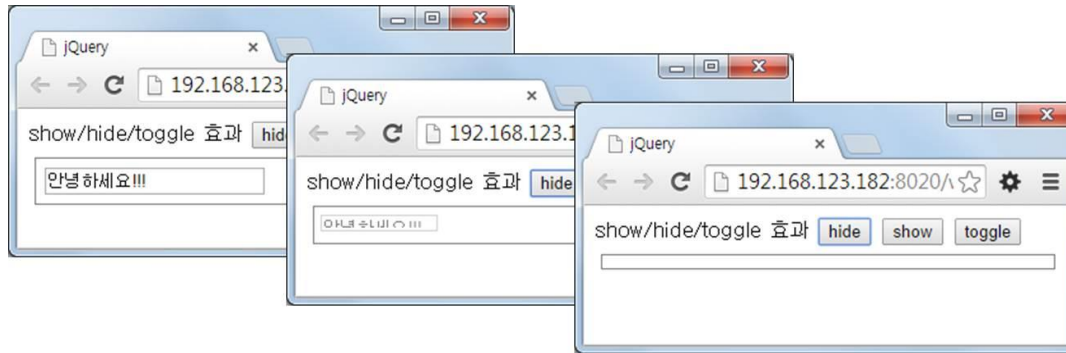 jQuery
192.168.123.
show/hide/toggle 효과 hid
안녕하세요!!!
jQuery
192.168.123.1
show/hide/toggle 효과 hide
jQuery
192.168.123.182:8020/
show/hide/toggle 효과 hide show toggle